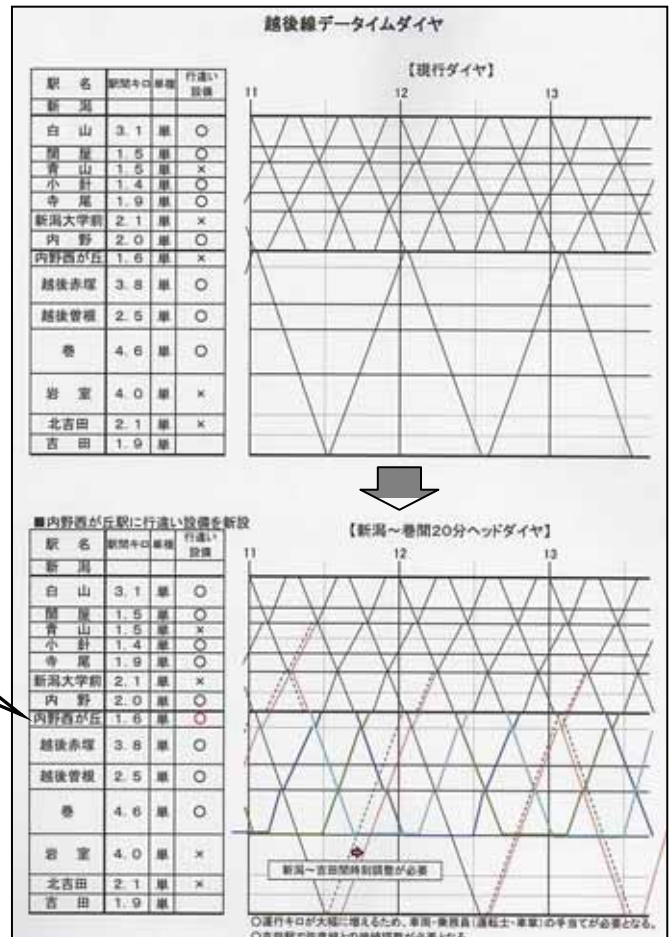 越後線データイムダイヤ
【現行ダイヤ】
駅 名 駅間キロ 単複 行違い設備
11 12 13
新 潟
白 山 3.1 単 ○
関 屋 1.5 単 ○
青 山 1.5 単 ×
小 針 1.4 単 ○
寺 尾 1.9 単 ○
新潟大学前 2.1 単 ×
内 野 2.0 単 ○
内野西が丘 1.6 単 ×
越後赤塚 3.8 単 ○
越後曽根 2.5 単 ○
巻 4.6 単 ○
岩 室 4.0 単 ×
北吉田 2.1 単 ×
吉 田 1.9 単
■内野西が丘駅に行違い設備を新設
【新潟～巻間20分ヘッドダイヤ】
駅 名 駅間キロ 単複 行違い設備
11 12 13
新 潟
白 山 3.1 単 ○
関 屋 1.5 単 ○
青 山 1.5 単 ×
小 針 1.4 単 ○
寺 尾 1.9 単 ○
新潟大学前 2.1 単 ×
内 野 2.0 単 ○
内野西が丘 1.6 単 ○
越後赤塚 3.8 単 ○
越後曽根 2.5 単 ○
巻 4.6 単 ○
岩 室 4.0 単 ×
北吉田 2.1 単 ×
吉 田 1.9 単
新潟～吉田間時刻調整が必要
○運行キロが大幅に増えるため、車両・乗務員(運転士・車掌)の手当てが必要となる。